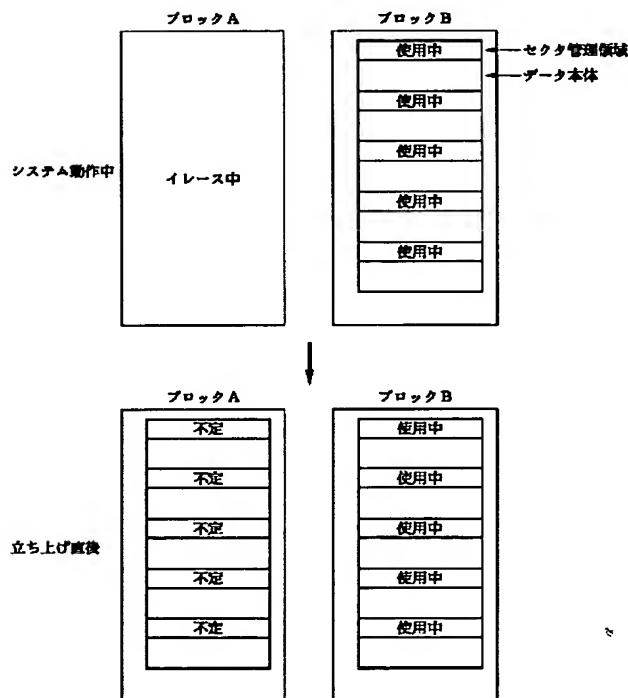 ブロックA
ブロックB
使用中
セクタ管理領域
データ本体
使用中
使用中
システム動作中
イレース中
使用中
使用中
ブロックA
ブロックB
不定
使用中
不定
使用中
不定
使用中
立ち上げ直後
不定
使用中
不定
使用中